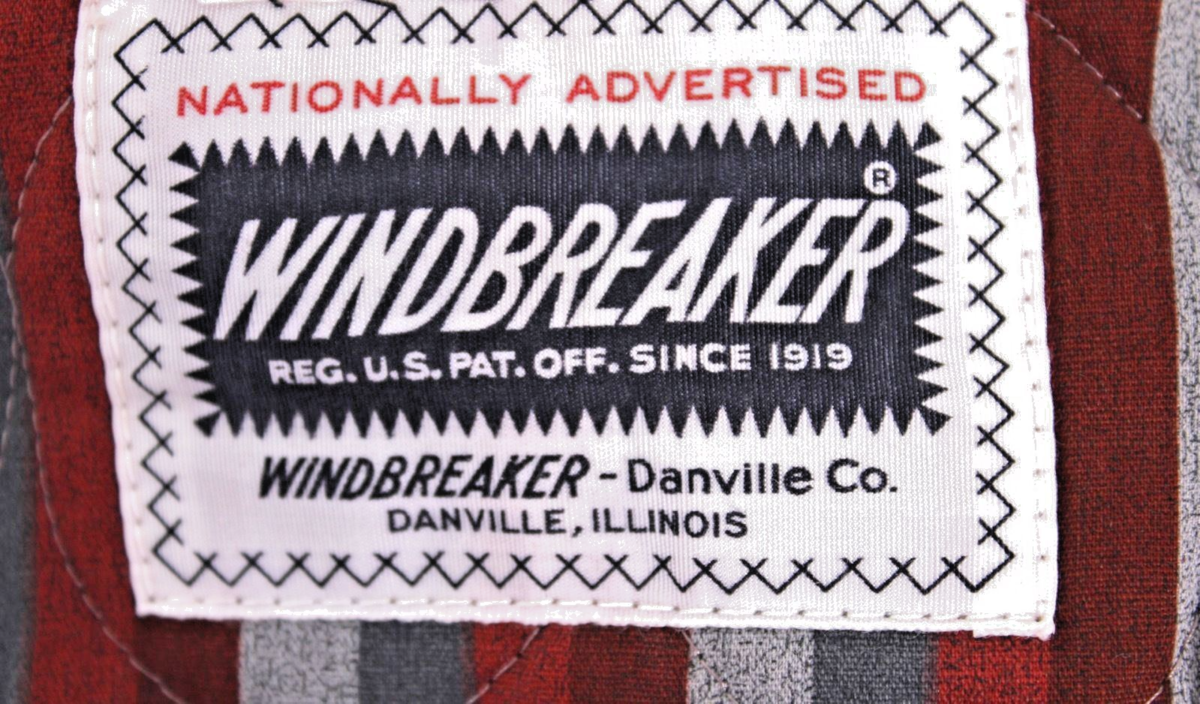 NATIONALLY ADVERTISED
WINDBREAKER®
REG. U.S. PAT. OFF. SINCE 1919
WINDBREAKER - Danville Co.
DANVILLE, ILLINOIS